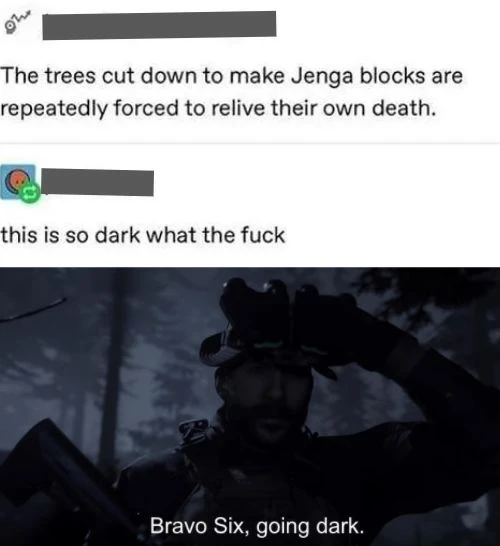 The trees cut down to make Jenga blocks are
repeatedly forced to relive their own death.
this is so dark what the fuck
Bravo Six, going dark.